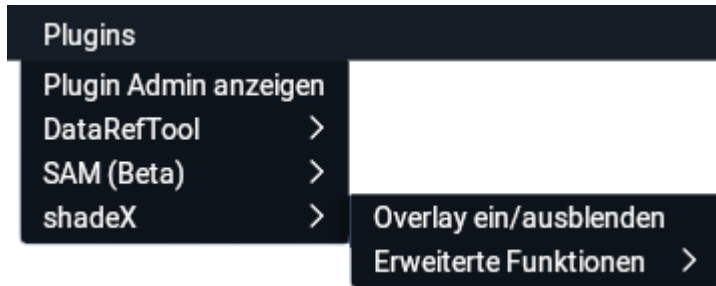 Plugins
Plugin Admin anzeigen
DataRefTool >
SAM (Beta) >
shadeX >
Overlay ein/ausblenden
Erweiterte Funktionen >